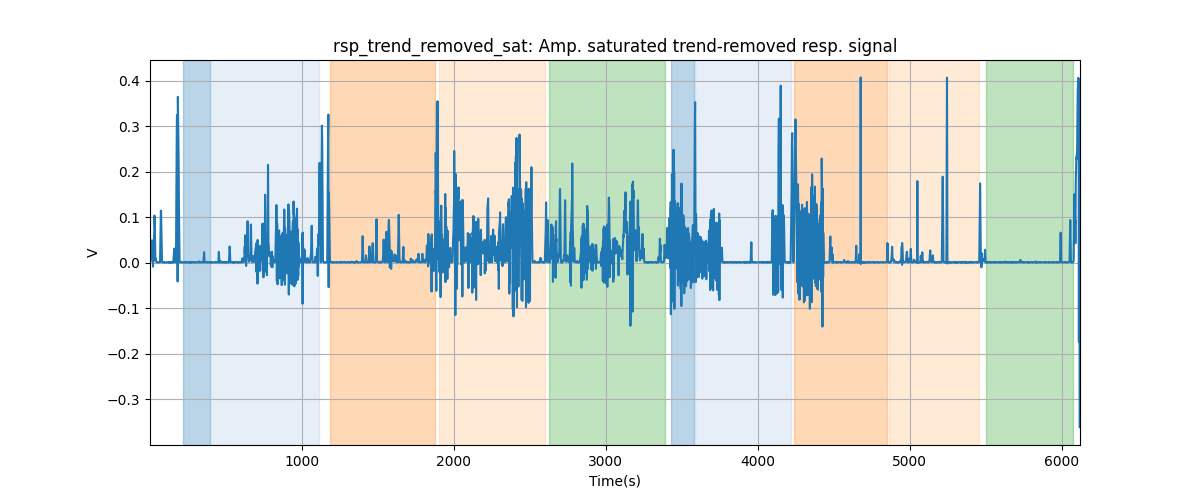 rsp_trend_removed_sat: Amp. saturated trend-removed resp. signal
0.4
0.3
0.2
0.1
0.0
−0.1
−0.2
−0.3
V
1000 2000 3000 4000 5000 6000
Time(s)